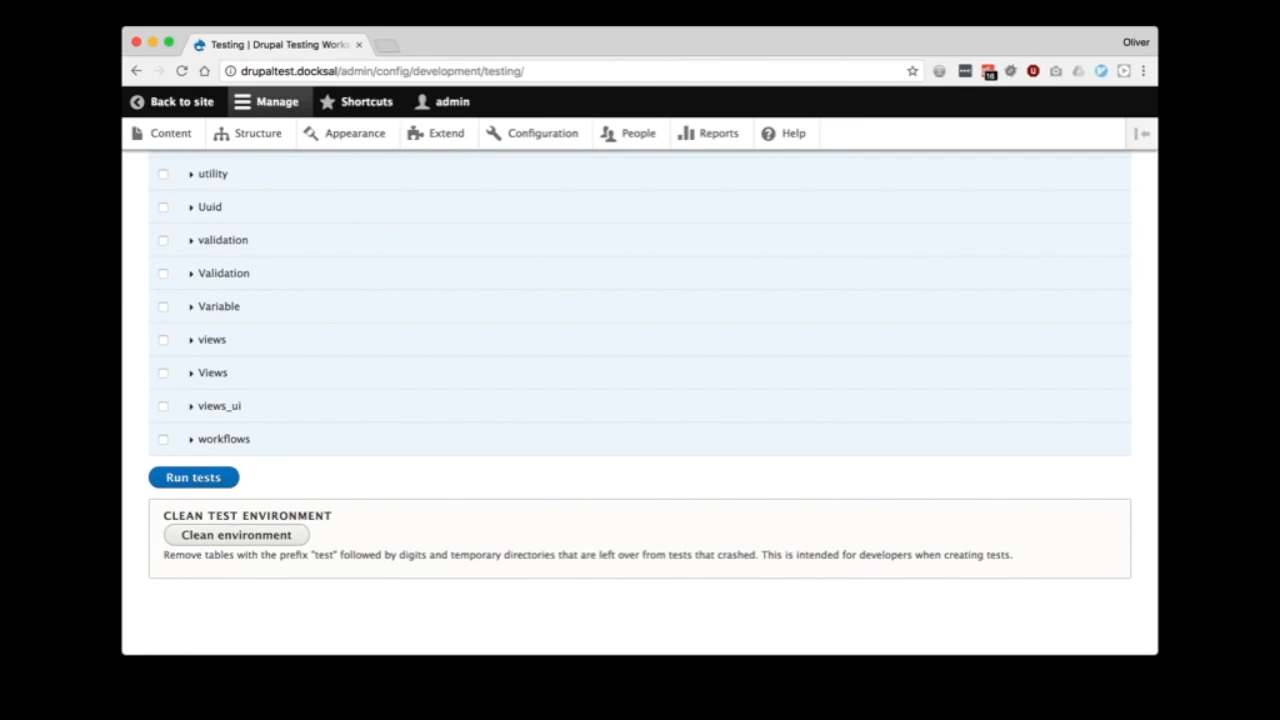 Testing | Drupal Testing Works
Oliver
drupaltest.docksal/admin/config/development/testing/
16
Back to site Manage Shortcuts admin
Content Structure Appearance Extend Configuration People Reports Help
utility
Uuid
validation
Validation
Variable
views
Views
views_ui
workflows
Run tests
CLEAN TEST ENVIRONMENT
Clean environment
Remove tables with the prefix "test" followed by digits and temporary directories that are left over from tests that crashed. This is intended for developers when creating tests.